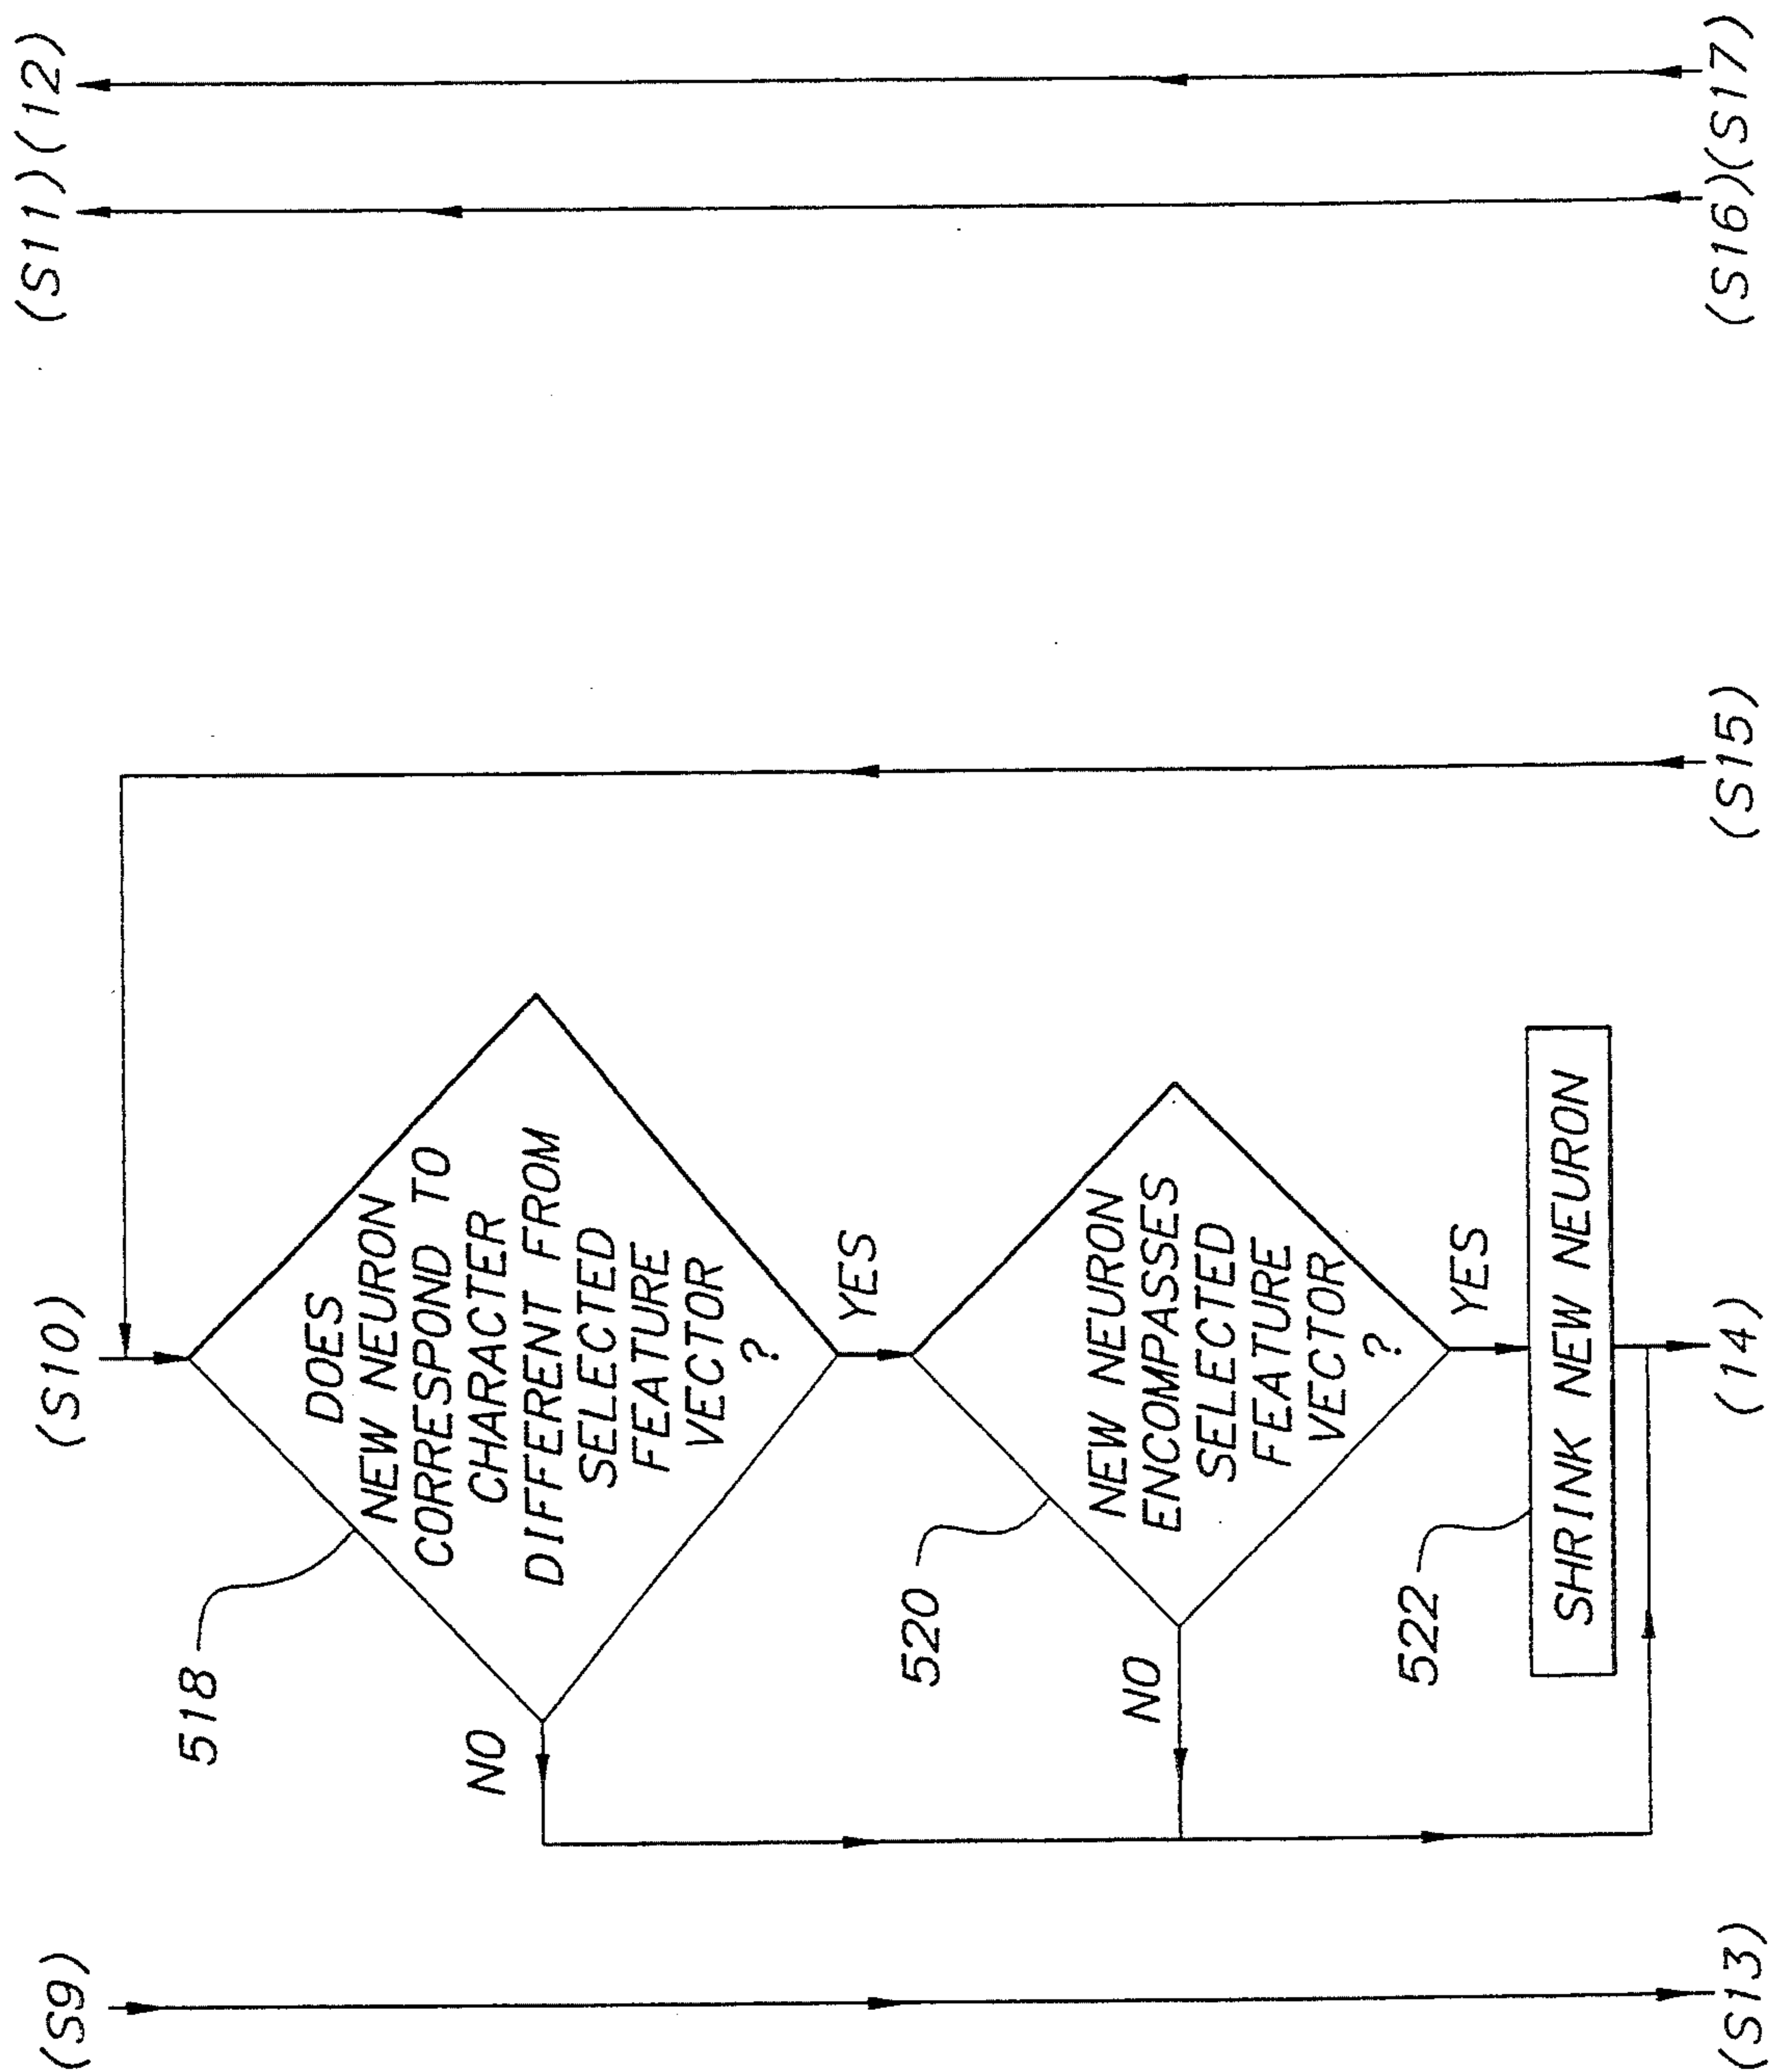 (S9)
(S10)
(S11)(12)
518
DOES
NEW NEURON
CORRESPOND TO
CHARACTER
DIFFERENT FROM
SELECTED
FEATURE
VECTOR
?
NO
YES
520
NEW NEURON
ENCOMPASSES
SELECTED
FEATURE
VECTOR
?
NO
YES
522
SHRINK NEW NEURON
(S13)
(14)
(S15)
(S16)(S17)